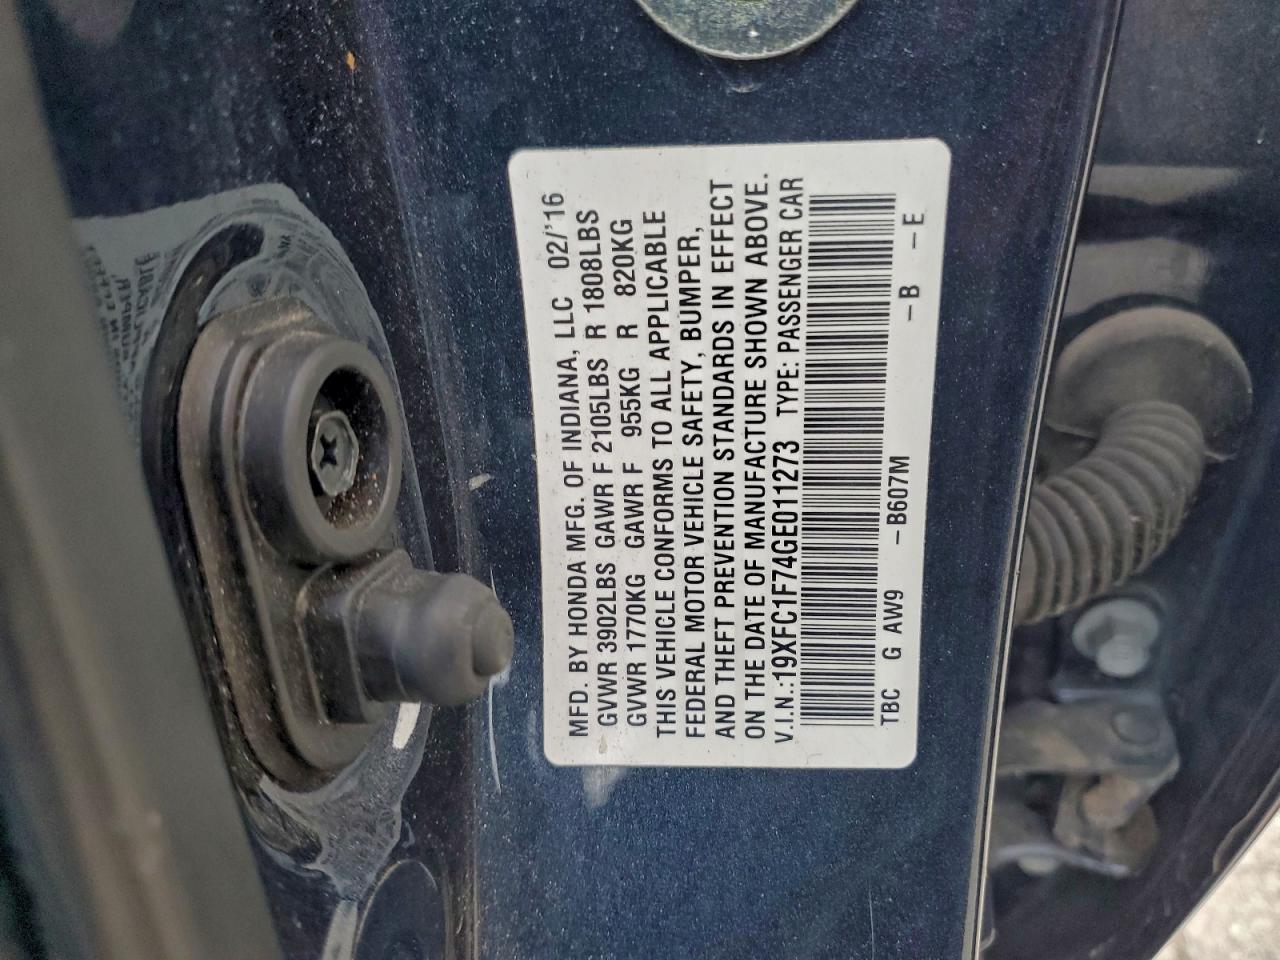 MFD. BY HONDA MFG. OF INDIANA, LLC 02/'16
GVWR 3902LBS GAWR F 2105LBS R 1808LBS
GVWR 1770KG GAWR F 955KG R 820KG
THIS VEHICLE CONFORMS TO ALL APPLICABLE
FEDERAL MOTOR VEHICLE SAFETY, BUMPER,
AND THEFT PREVENTION STANDARDS IN EFFECT
ON THE DATE OF MANUFACTURE SHOWN ABOVE.
V.I.N.:19XFC1F74GE011273 TYPE: PASSENGER CAR
TBC G AW9 -B607M -B -E